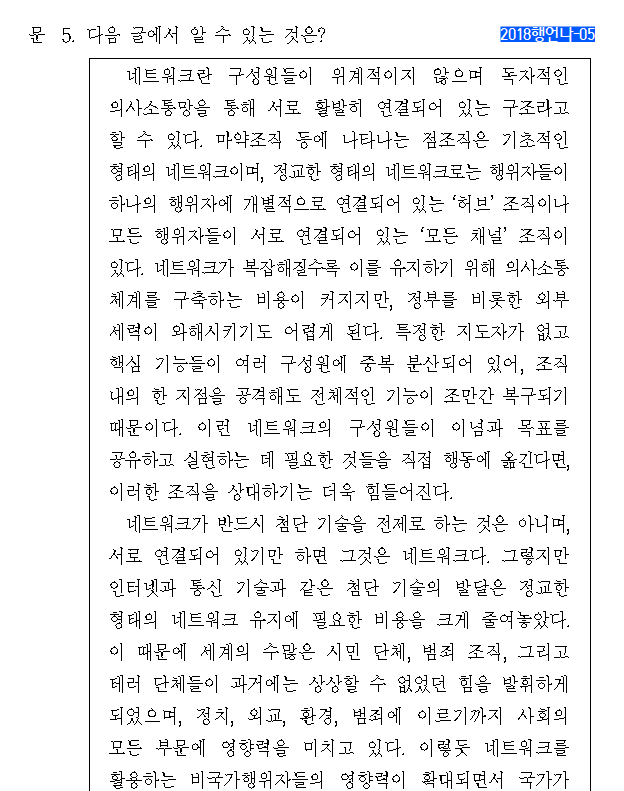 문 5. 다음 글에서 알 수 있는 것은?
2018행언나-05
네트워크란 구성원들이 위계적이지 않으며 독자적인
의사소통망을 통해 서로 활발히 연결되어 있는 구조라고
할 수 있다. 마약조직 등에 나타나는 점조직은 기초적인
형태의 네트워크이며, 정교한 형태의 네트워크로는 행위자들이
하나의 행위자에 개별적으로 연결되어 있는 ‘허브’ 조직이나
모든 행위자들이 서로 연결되어 있는 ‘모든 채널’ 조직이
있다. 네트워크가 복잡해질수록 이를 유지하기 위해 의사소통
체계를 구축하는 비용이 커지지만, 정부를 비롯한 외부
세력이 와해시키기도 어렵게 된다. 특정한 지도자가 없고
핵심 기능들이 여러 구성원에 중복 분산되어 있어, 조직
내의 한 지점을 공격해도 전체적인 기능이 조만간 복구되기
때문이다. 이런 네트워크의 구성원들이 이념과 목표를
공유하고 실현하는 데 필요한 것들을 직접 행동에 옮긴다면,
이러한 조직을 상대하기는 더욱 힘들어진다.
네트워크가 반드시 첨단 기술을 전제로 하는 것은 아니며,
서로 연결되어 있기만 하면 그것은 네트워크다. 그렇지만
인터넷과 통신 기술과 같은 첨단 기술의 발달은 정교한
형태의 네트워크 유지에 필요한 비용을 크게 줄여놓았다.
이 때문에 세계의 수많은 시민 단체, 범죄 조직, 그리고
테러 단체들이 과거에는 상상할 수 없었던 힘을 발휘하게
되었으며, 정치, 외교, 환경, 범죄에 이르기까지 사회의
모든 부문에 영향력을 미치고 있다. 이렇듯 네트워크를
활용하는 비국가행위자들의 영향력이 확대되면서 국가가